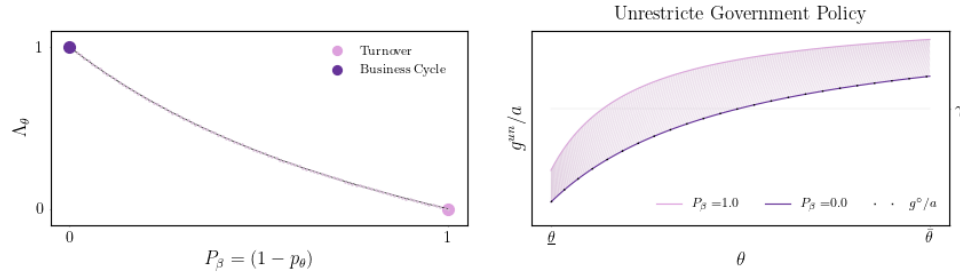 Unrestricte Government Policy
1
Turnover
Business Cycle
Λθ
0
0
1
Pβ = (1 − pθ)
g^{un}/a
γ
Pβ =1.0
Pβ =0.0
g°/a
θ
θ
θ̄